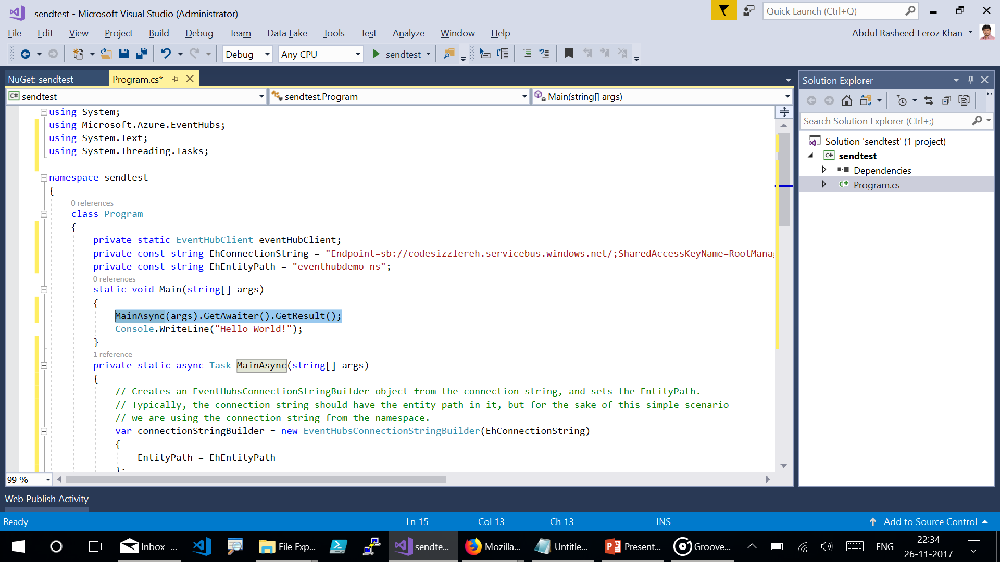 sendtest - Microsoft Visual Studio (Administrator)
Quick Launch (Ctrl+Q)
File Edit View Project Build Debug Team Data Lake Tools Test Analyze Window Help
Abdul Rasheed Feroz Khan
Debug Any CPU sendtest
NuGet: sendtest Program.cs*
sendtest sendtest.Program Main(string[] args)
using System;
using Microsoft.Azure.EventHubs;
using System.Text;
using System.Threading.Tasks;
namespace sendtest
{
0 references
class Program
{
private static EventHubClient eventHubClient;
private const string EhConnectionString = "Endpoint=sb://codesizzlereh.servicebus.windows.net/;SharedAccessKeyName=RootManag
private const string EhEntityPath = "eventhubdemo-ns";
0 references
static void Main(string[] args)
{
MainAsync(args).GetAwaiter().GetResult();
Console.WriteLine("Hello World!");
}
1 reference
private static async Task MainAsync(string[] args)
{
// Creates an EventHubsConnectionStringBuilder object from the connection string, and sets the EntityPath.
// Typically, the connection string should have the entity path in it, but for the sake of this simple scenario
// we are using the connection string from the namespace.
var connectionStringBuilder = new EventHubsConnectionStringBuilder(EhConnectionString)
{
EntityPath = EhEntityPath
};
99 %
Solution Explorer
Search Solution Explorer (Ctrl+;)
Solution 'sendtest' (1 project)
C# sendtest
Dependencies
C# Program.cs
Web Publish Activity
Ready Ln 15 Col 13 Ch 13 INS Add to Source Control
Inbox -... File Exp... sendte... Mozilla... Untitle... Present... Groove... ENG
22:34
26-11-2017